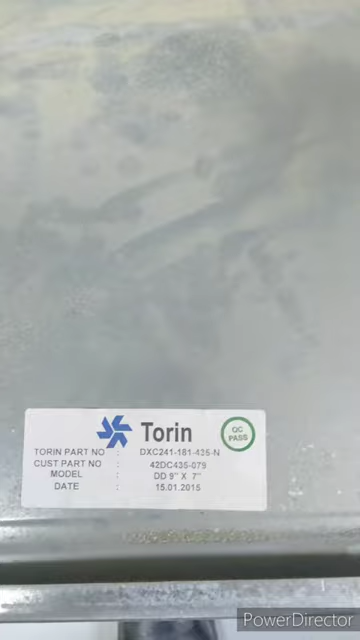 Torin
QC
PASS
TORIN PART NO : DXC241-181-435-N
CUST PART NO : 42DC435-079
MODEL : DD 9" X 7"
DATE : 15.01.2015
PowerDirector